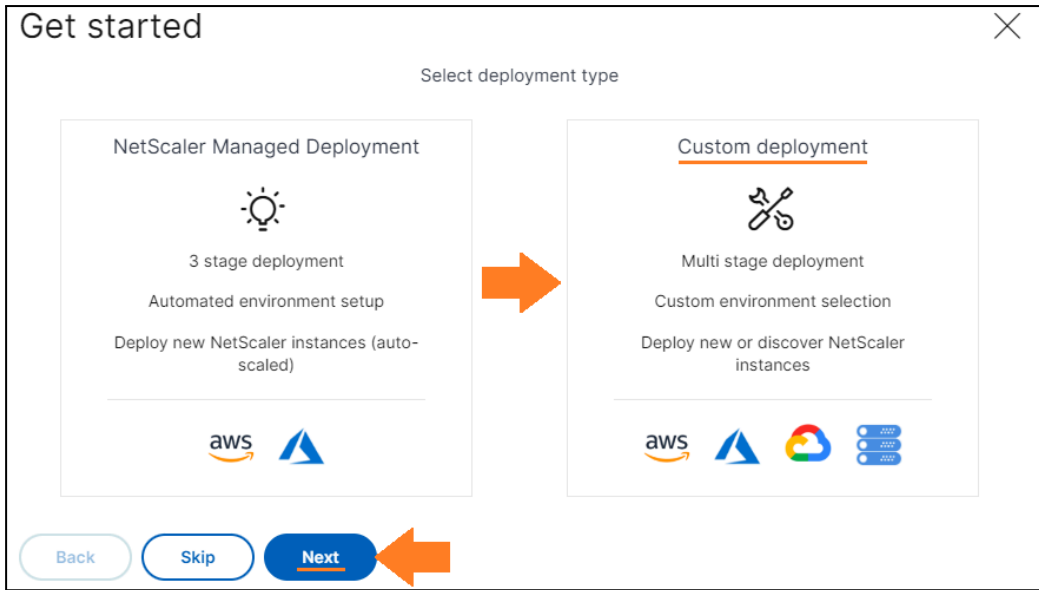 Get started
Select deployment type
NetScaler Managed Deployment
3 stage deployment
Automated environment setup
Deploy new NetScaler instances (auto-
scaled)
aws
Custom deployment
Multi stage deployment
Custom environment selection
Deploy new or discover NetScaler
instances
aws
Back
Skip
Next